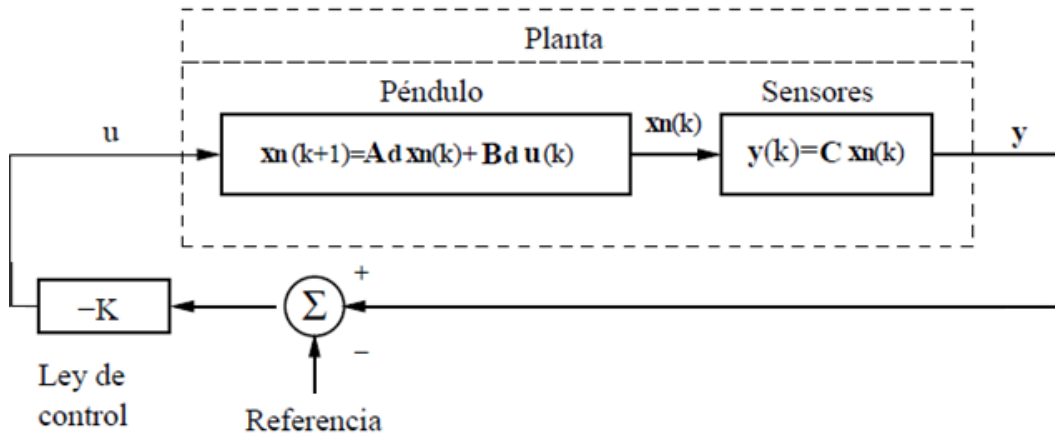 Planta
Péndulo
Sensores
u
xn(k+1)=Ad xn(k)+Bd u(k)
xn(k)
y(k)=C xn(k)
y
−K
Σ
+
−
Ley de
control
Referencia